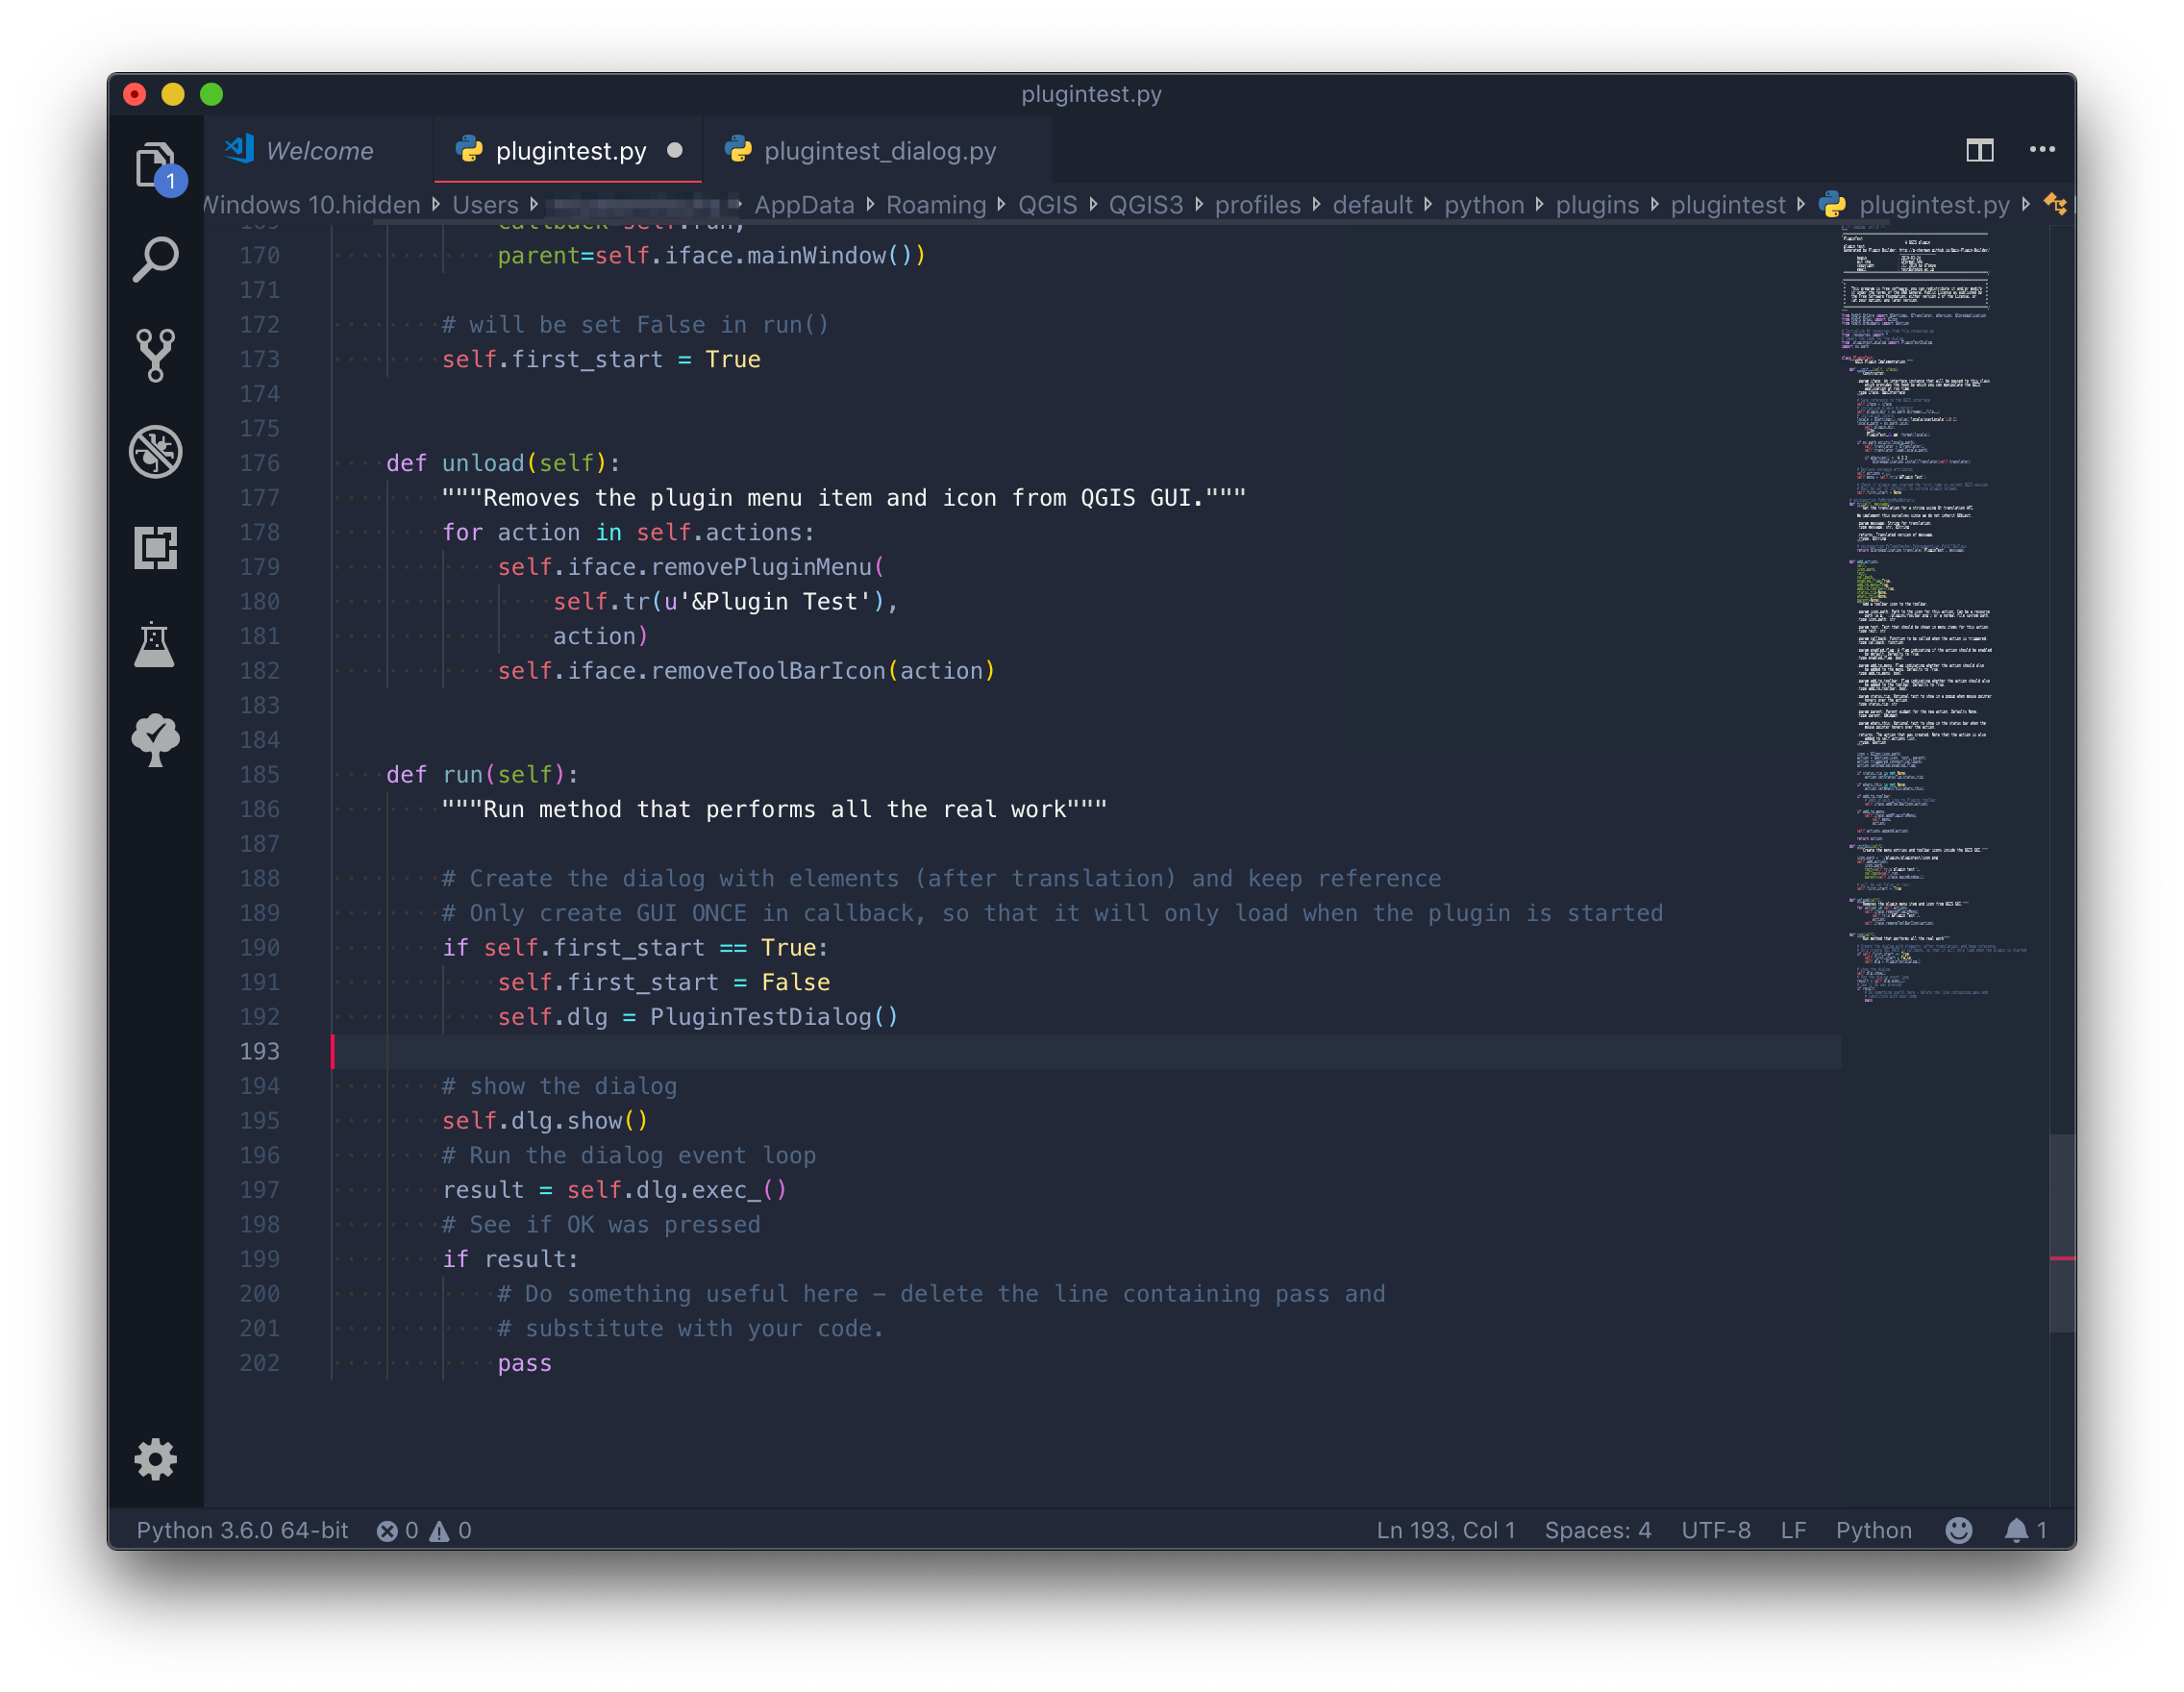 plugintest.py
Welcome
plugintest.py
plugintest_dialog.py
1
Windows 10.hidden
Users
AppData
Roaming
QGIS
QGIS3
profiles
default
python
plugins
plugintest
plugintest.py
170 parent=self.iface.mainWindow())
171
172 # will be set False in run()
173 self.first_start = True
174
175
176 def unload(self):
177 """Removes the plugin menu item and icon from QGIS GUI."""
178 for action in self.actions:
179 self.iface.removePluginMenu(
180 self.tr(u'&Plugin Test'),
181 action)
182 self.iface.removeToolBarIcon(action)
183
184
185 def run(self):
186 """Run method that performs all the real work"""
187
188 # Create the dialog with elements (after translation) and keep reference
189 # Only create GUI ONCE in callback, so that it will only load when the plugin is started
190 if self.first_start == True:
191 self.first_start = False
192 self.dlg = PluginTestDialog()
193
194 # show the dialog
195 self.dlg.show()
196 # Run the dialog event loop
197 result = self.dlg.exec_()
198 # See if OK was pressed
199 if result:
200 # Do something useful here - delete the line containing pass and
201 # substitute with your code.
202 pass
Python 3.6.0 64-bit 0 0 Ln 193, Col 1 Spaces: 4 UTF-8 LF Python 1